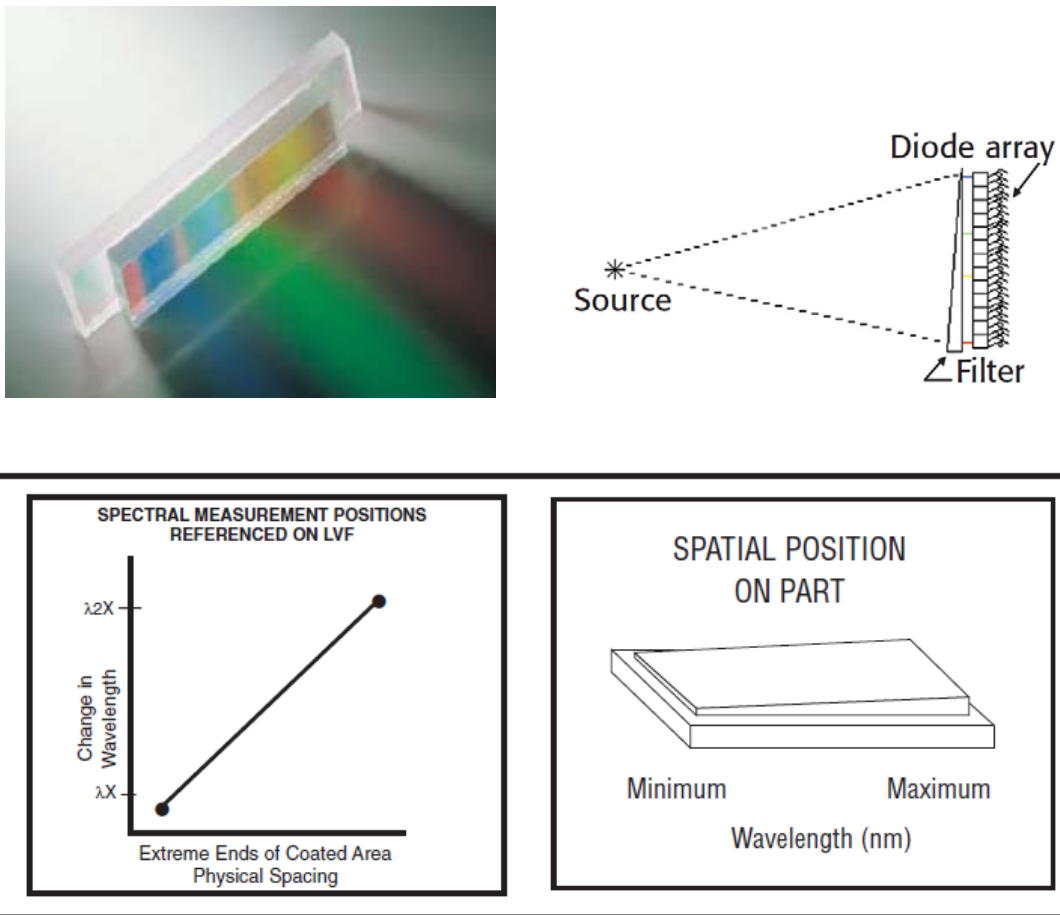 Diode array
Source
Filter
SPECTRAL MEASUREMENT POSITIONS
REFERENCED ON LVF
λ2X
Change in
Wavelength
λX
Extreme Ends of Coated Area
Physical Spacing
SPATIAL POSITION
ON PART
Minimum
Maximum
Wavelength (nm)